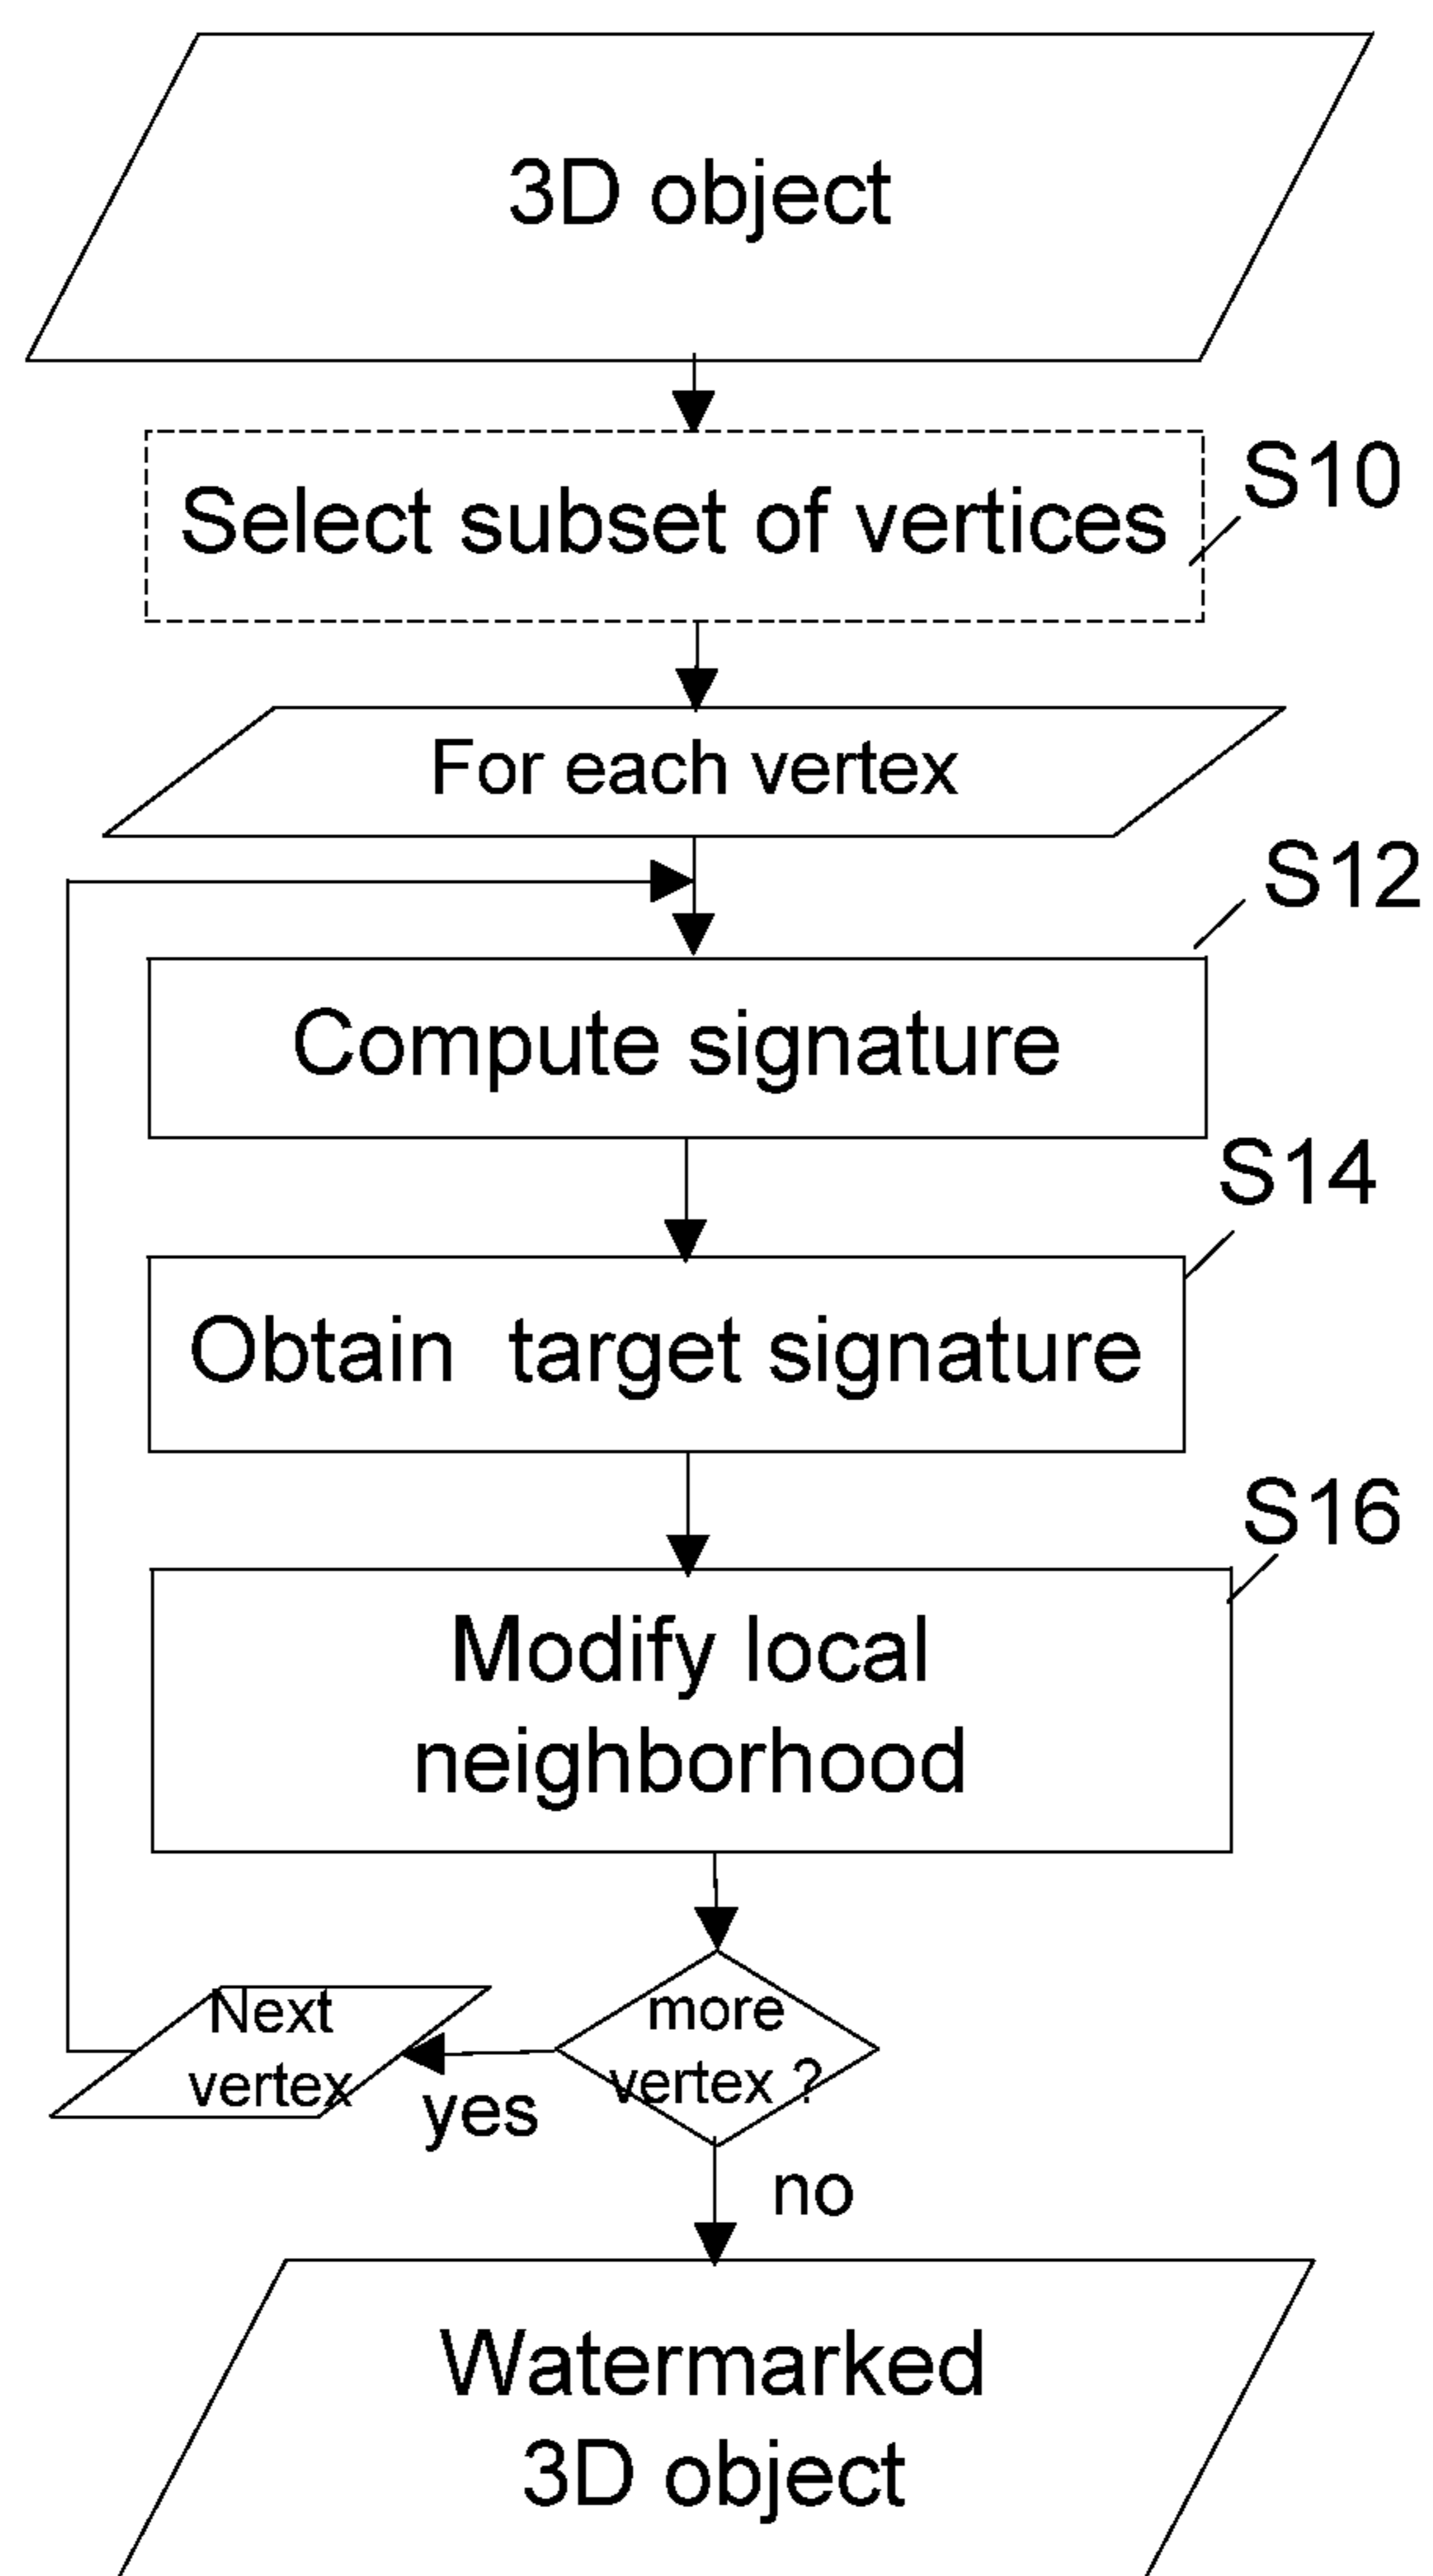 3D object
Select subset of vertices
S10
For each vertex
S12
Compute signature
S14
Obtain target signature
S16
Modify local
neighborhood
more
vertex ?
Next
vertex
yes
no
Watermarked
3D object